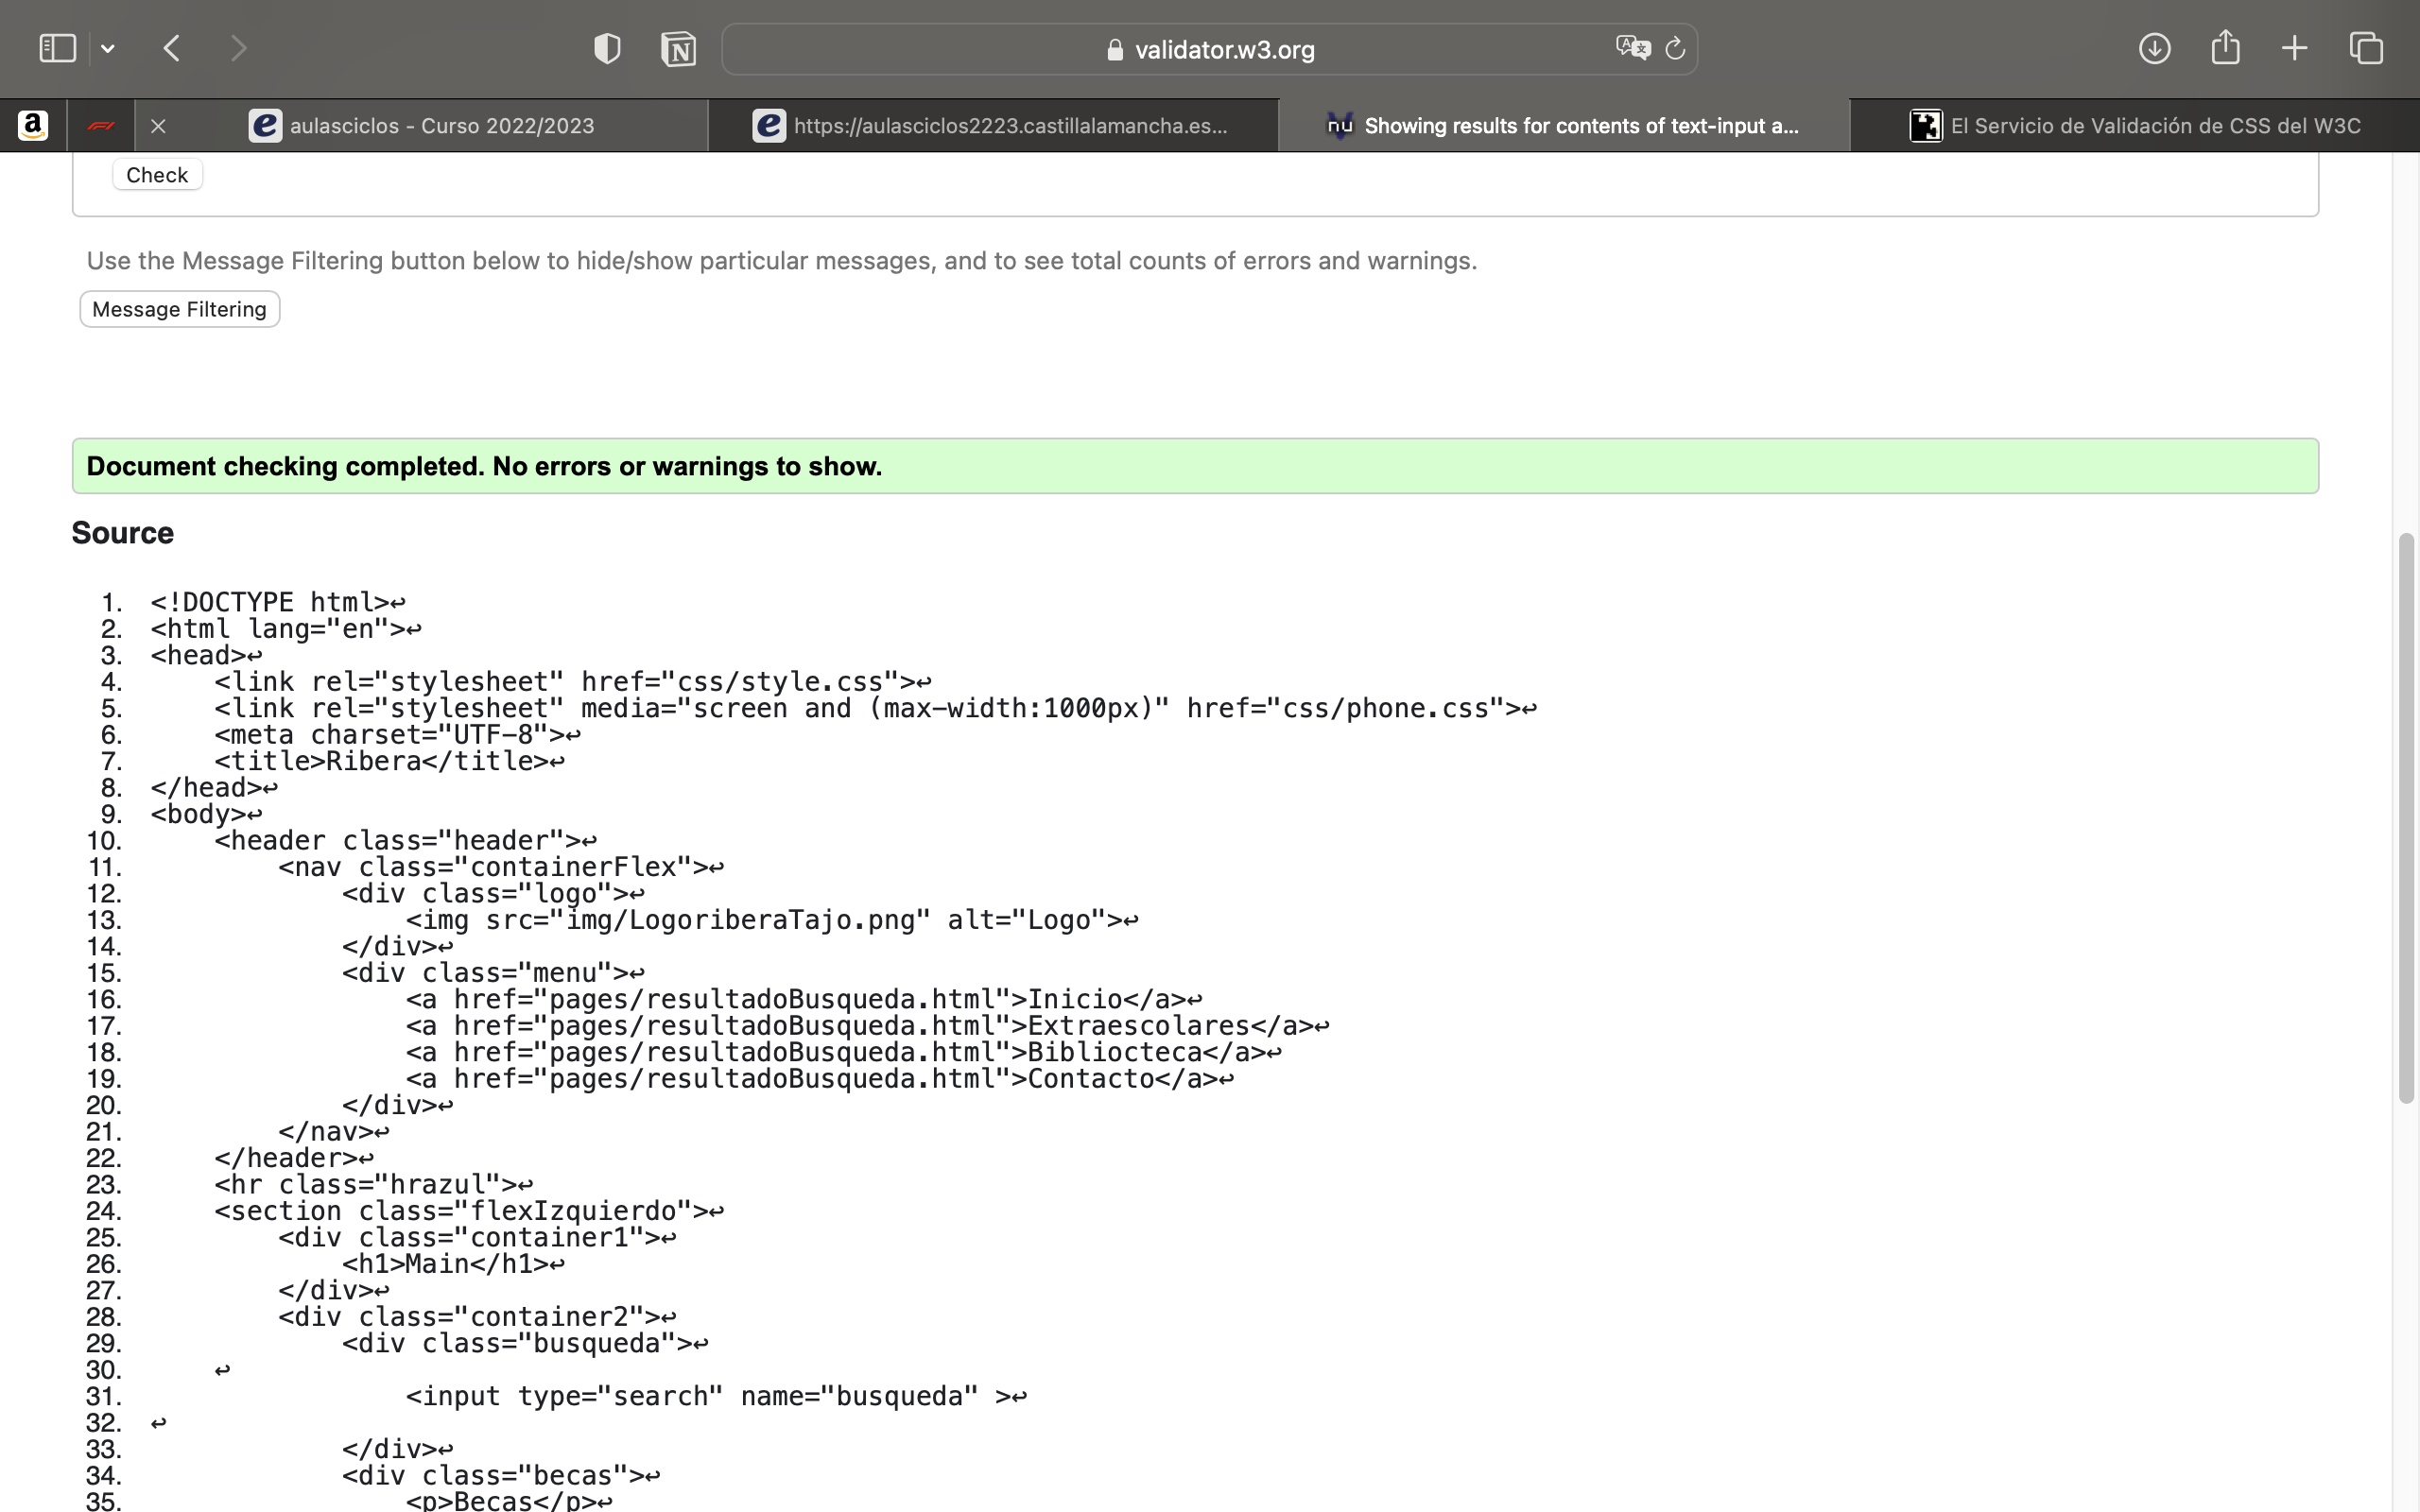 validator.w3.org
aulasciclos - Curso 2022/2023
https://aulasciclos2223.castillalamancha.es...
Showing results for contents of text-input a...
El Servicio de Validación de CSS del W3C
Check
Use the Message Filtering button below to hide/show particular messages, and to see total counts of errors and warnings.
Message Filtering
Document checking completed. No errors or warnings to show.
Source
1. <!DOCTYPE html>↩
2. <html lang="en">↩
3. <head>↩
4.     <link rel="stylesheet" href="css/style.css">↩
5.     <link rel="stylesheet" media="screen and (max-width:1000px)" href="css/phone.css">↩
6.     <meta charset="UTF-8">↩
7.     <title>Ribera</title>↩
8. </head>↩
9. <body>↩
10.     <header class="header">↩
11.         <nav class="containerFlex">↩
12.             <div class="logo">↩
13.                 <img src="img/LogoriberaTajo.png" alt="Logo">↩
14.             </div>↩
15.             <div class="menu">↩
16.                 <a href="pages/resultadoBusqueda.html">Inicio</a>↩
17.                 <a href="pages/resultadoBusqueda.html">Extraescolares</a>↩
18.                 <a href="pages/resultadoBusqueda.html">Bibliocteca</a>↩
19.                 <a href="pages/resultadoBusqueda.html">Contacto</a>↩
20.             </div>↩
21.         </nav>↩
22.     </header>↩
23.     <hr class="hrazul">↩
24.     <section class="flexIzquierdo">↩
25.         <div class="container1">↩
26.             <h1>Main</h1>↩
27.         </div>↩
28.         <div class="container2">↩
29.             <div class="busqueda">↩
30.     ↩
31.                 <input type="search" name="busqueda" >↩
32. ↩
33.             </div>↩
34.             <div class="becas">↩
35.                 <p>Becas</p>↩